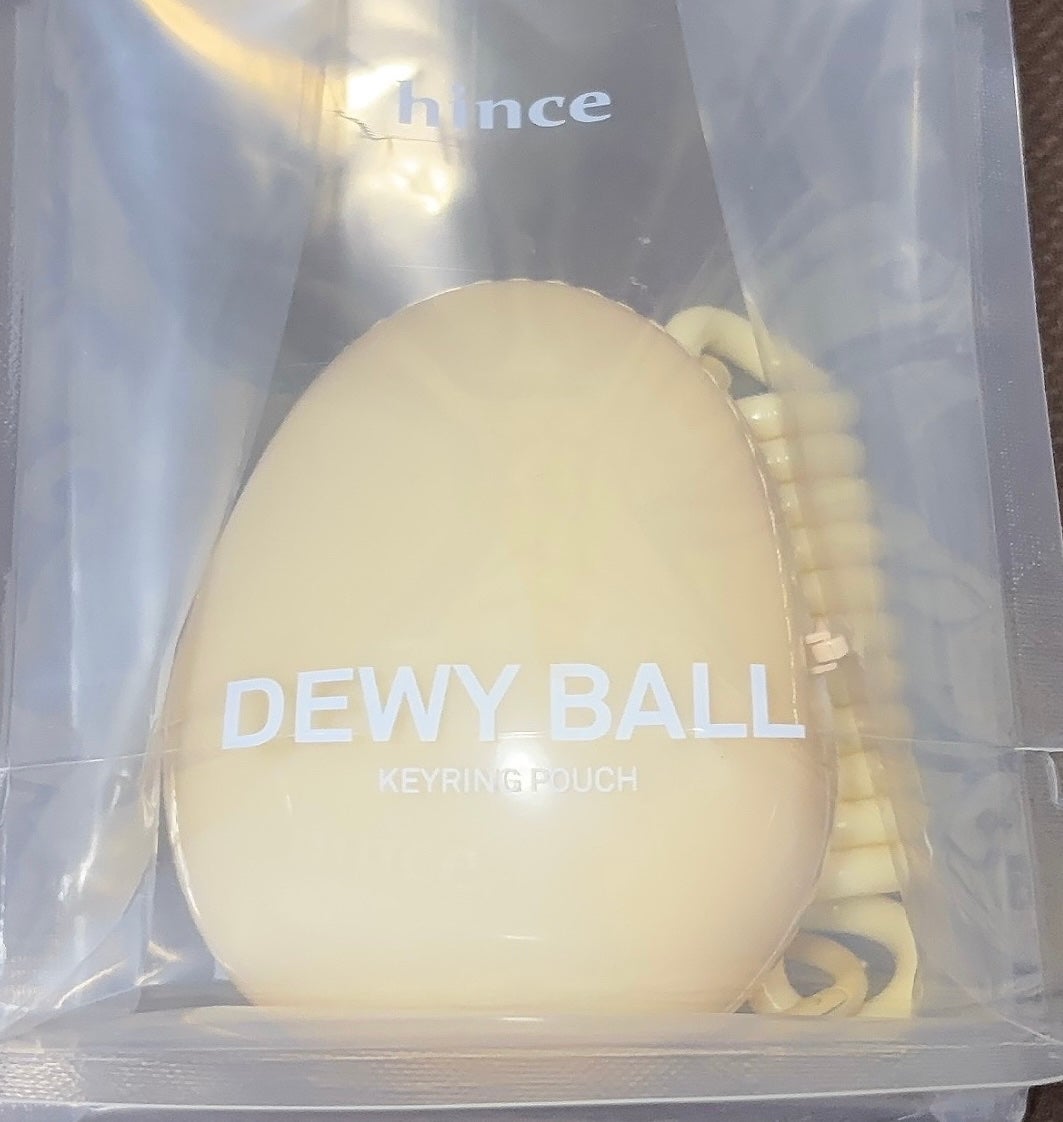 hince
DEWY BALL
KEYRING POUCH